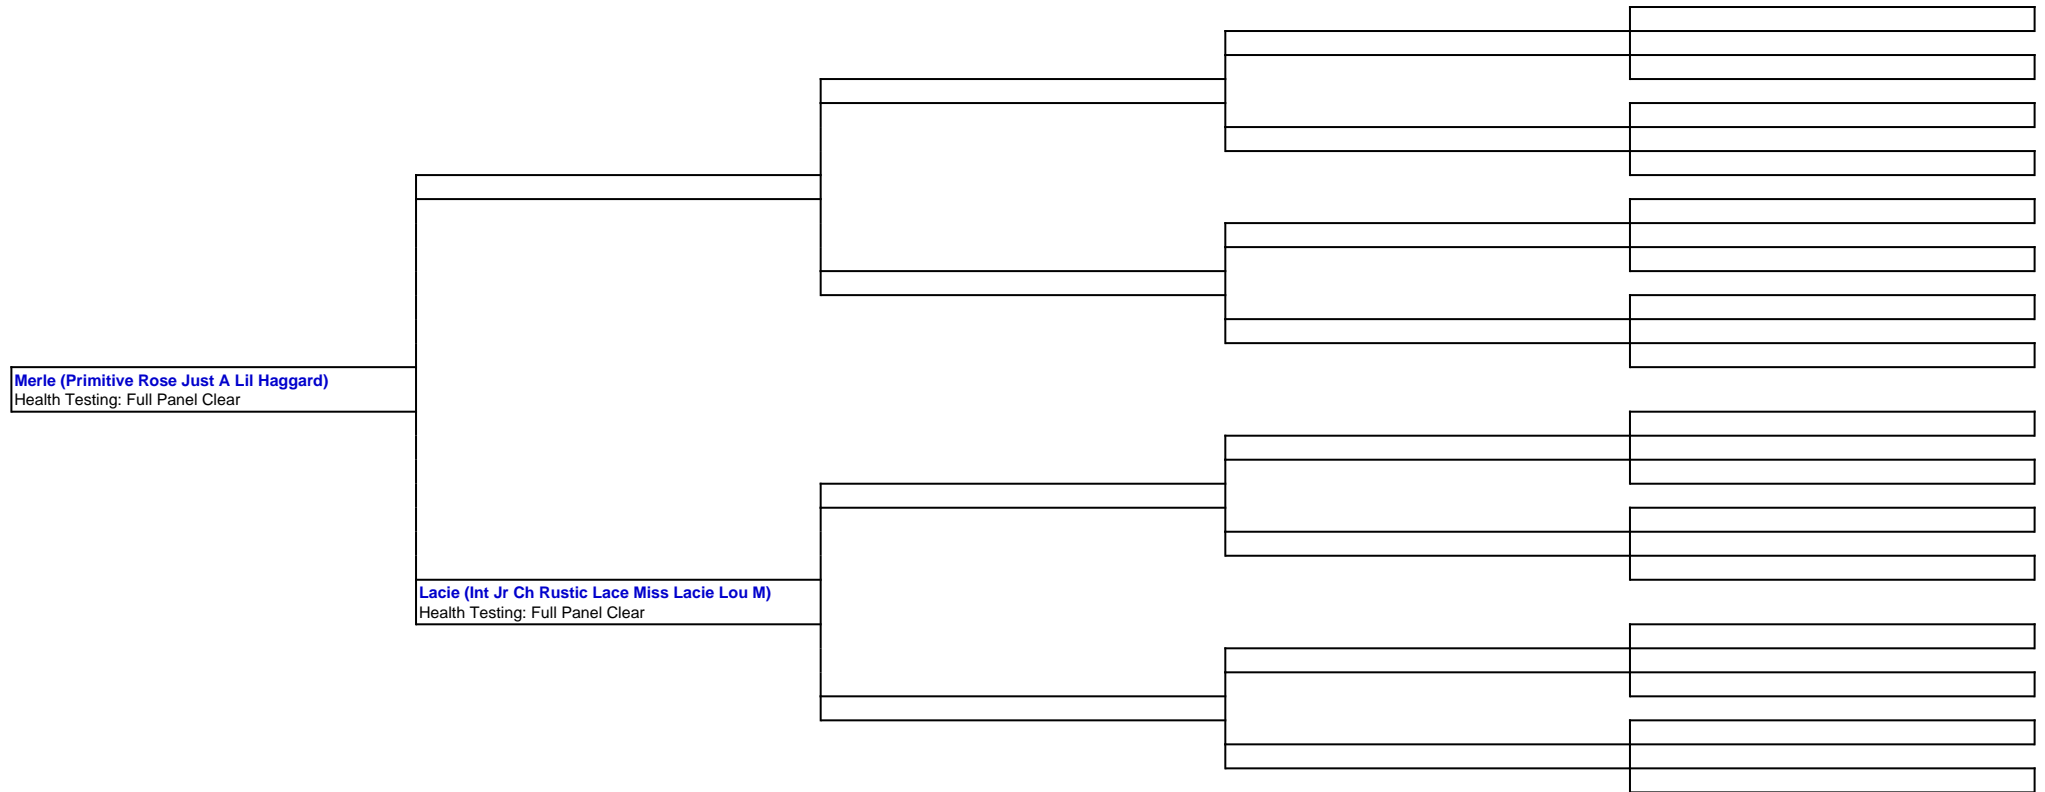 Merle (Primitive Rose Just A Lil Haggard)
Health Testing: Full Panel Clear
Lacie (Int Jr Ch Rustic Lace Miss Lacie Lou M)
Health Testing: Full Panel Clear